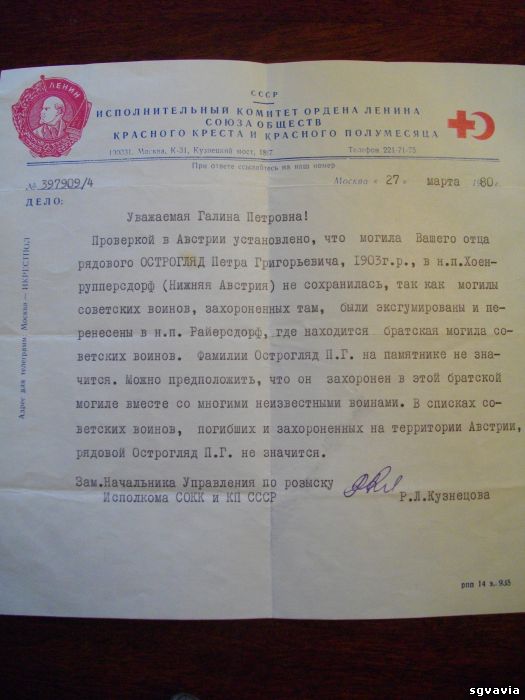 ЛЕНИН
СССР
ИСПОЛНИТЕЛЬНЫЙ КОМИТЕТ ОРДЕНА ЛЕНИНА
СОЮЗА ОБЩЕСТВ
КРАСНОГО КРЕСТА И КРАСНОГО ПОЛУМЕСЯЦА
103031, Москва, К-31, Кузнецкий мост, 18/7 Телефон 221-71-75
При ответе ссылайтесь на наш номер
№ 397909/4 Москва « 27 » марта 1980г.
ДЕЛО:
Уважаемая Галина Петровна!
Проверкой в Австрии установлено, что могила Вашего отца
рядового ОСТРОГЛЯД Петра Григорьевича, 1903г.р., в н.п.Хоен-
рупперсдорф (Нижняя Австрия) не сохранилась, так как могилы
советских воинов, захороненных там, были эксгумированы и пе-
ренесены в н.п. Райерсдорф, где находится братская могила со-
ветских воинов. Фамилии Острогляд П.Г. на памятнике не зна-
чится. Можно предположить, что он захоронен в этой братской
могиле вместе со многими неизвестными воинами. В списках со-
ветских воинов, погибших и захороненных на территории Австрии,
рядовой Острогляд П.Г. не значится.
Зам.Начальника Управления по розыску
Исполкома СОКК и КП СССР Р.Л.Кузнецова
Адрес для телеграмм: Москва — ИКРЕСТПОЛ
sgvavia